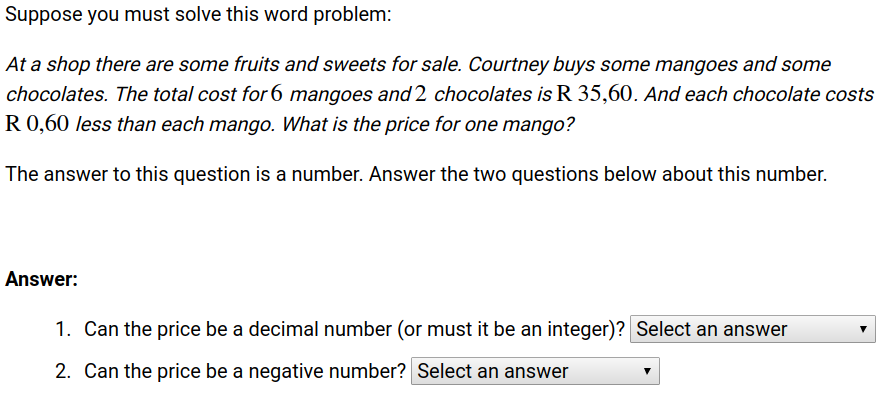 Suppose you must solve this word problem:
At a shop there are some fruits and sweets for sale. Courtney buys some mangoes and some
chocolates. The total cost for 6 mangoes and 2 chocolates is R 35,60. And each chocolate costs
R 0,60 less than each mango. What is the price for one mango?
The answer to this question is a number. Answer the two questions below about this number.
Answer:
1. Can the price be a decimal number (or must it be an integer)? Select an answer
2. Can the price be a negative number? Select an answer